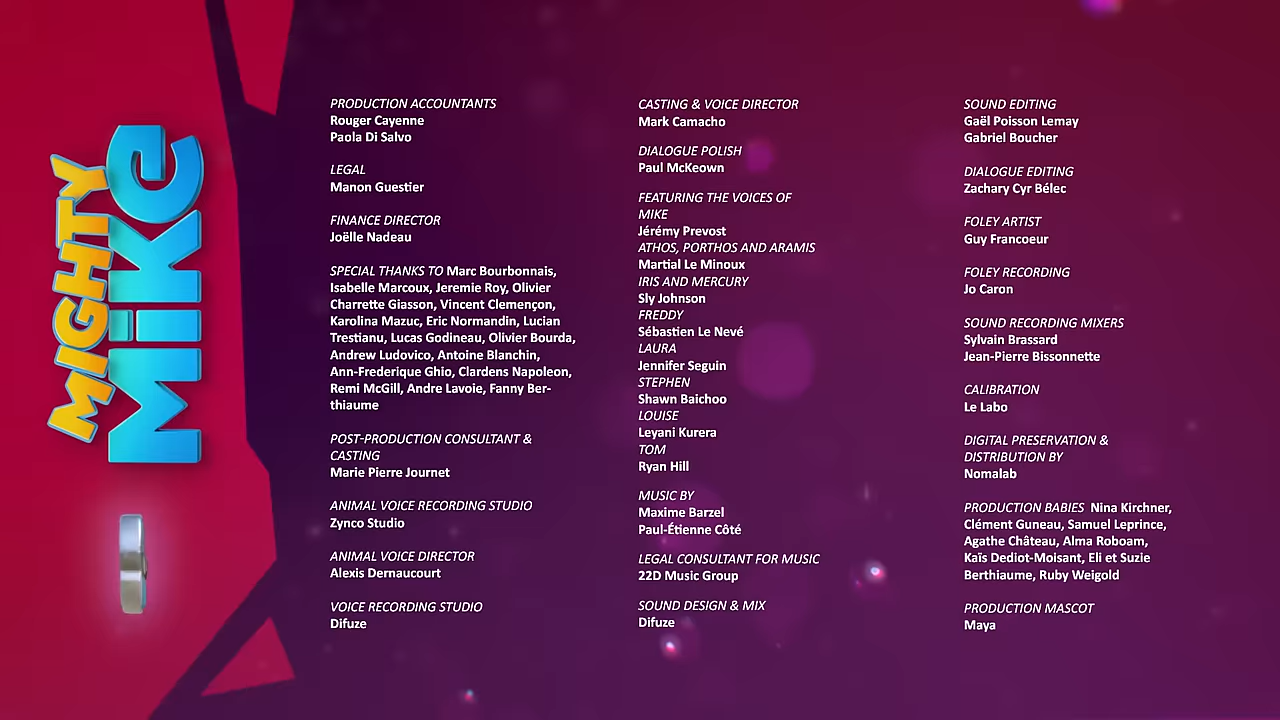 MIGHTY
MIKE
PRODUCTION ACCOUNTANTS
Rouger Cayenne
Paola Di Salvo
LEGAL
Manon Guestier
FINANCE DIRECTOR
Joëlle Nadeau
SPECIAL THANKS TO Marc Bourbonnais,
Isabelle Marcoux, Jeremie Roy, Olivier
Charrette Giasson, Vincent Clemençon,
Karolina Mazuc, Eric Normandin, Lucian
Trestianu, Lucas Godineau, Olivier Bourda,
Andrew Ludovico, Antoine Blanchin,
Ann-Frederique Ghio, Clardens Napoleon,
Remi McGill, Andre Lavoie, Fanny Ber-
thiaume
POST-PRODUCTION CONSULTANT &
CASTING
Marie Pierre Journet
ANIMAL VOICE RECORDING STUDIO
Zynco Studio
ANIMAL VOICE DIRECTOR
Alexis Dernaucourt
VOICE RECORDING STUDIO
Difuze
CASTING & VOICE DIRECTOR
Mark Camacho
DIALOGUE POLISH
Paul McKeown
FEATURING THE VOICES OF
MIKE
Jérémy Prevost
ATHOS, PORTHOS AND ARAMIS
Martial Le Minoux
IRIS AND MERCURY
Sly Johnson
FREDDY
Sébastien Le Nevé
LAURA
Jennifer Seguin
STEPHEN
Shawn Baichoo
LOUISE
Leyani Kurera
TOM
Ryan Hill
MUSIC BY
Maxime Barzel
Paul-Étienne Côté
LEGAL CONSULTANT FOR MUSIC
22D Music Group
SOUND DESIGN & MIX
Difuze
SOUND EDITING
Gaël Poisson Lemay
Gabriel Boucher
DIALOGUE EDITING
Zachary Cyr Bélec
FOLEY ARTIST
Guy Francoeur
FOLEY RECORDING
Jo Caron
SOUND RECORDING MIXERS
Sylvain Brassard
Jean-Pierre Bissonnette
CALIBRATION
Le Labo
DIGITAL PRESERVATION &
DISTRIBUTION BY
Nomalab
PRODUCTION BABIES Nina Kirchner,
Clément Guneau, Samuel Leprince,
Agathe Château, Alma Roboam,
Kaïs Dediot-Moisant, Eli et Suzie
Berthiaume, Ruby Weigold
PRODUCTION MASCOT
Maya